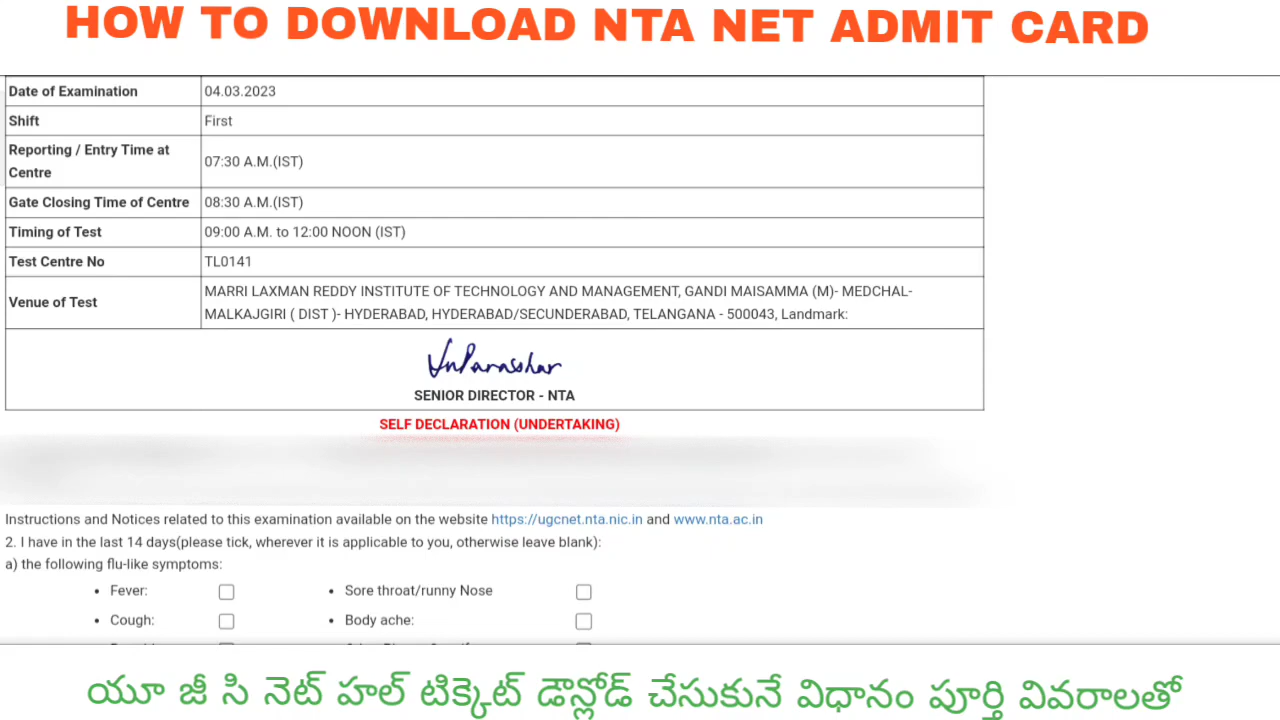 HOW TO DOWNLOAD NTA NET ADMIT CARD
Date of Examination 04.03.2023
Shift First
Reporting / Entry Time at
Centre
07:30 A.M.(IST)
Gate Closing Time of Centre 08:30 A.M.(IST)
Timing of Test 09:00 A.M. to 12:00 NOON (IST)
Test Centre No TL0141
Venue of Test
MARRI LAXMAN REDDY INSTITUTE OF TECHNOLOGY AND MANAGEMENT, GANDI MAISAMMA (M)- MEDCHAL-
MALKAJGIRI ( DIST )- HYDERABAD, HYDERABAD/SECUNDERABAD, TELANGANA - 500043, Landmark:
SENIOR DIRECTOR - NTA
SELF DECLARATION (UNDERTAKING)
Instructions and Notices related to this examination available on the website https://ugcnet.nta.nic.in and www.nta.ac.in
2. I have in the last 14 days(please tick, wherever it is applicable to you, otherwise leave blank):
a) the following flu-like symptoms:
• Fever: • Sore throat/runny Nose
• Cough: • Body ache:
యూ జీ సి నెట్ హల్ టిక్కెట్ డౌన్లోడ్ చేసుకునే విధానం పూర్తి వివరాలతో